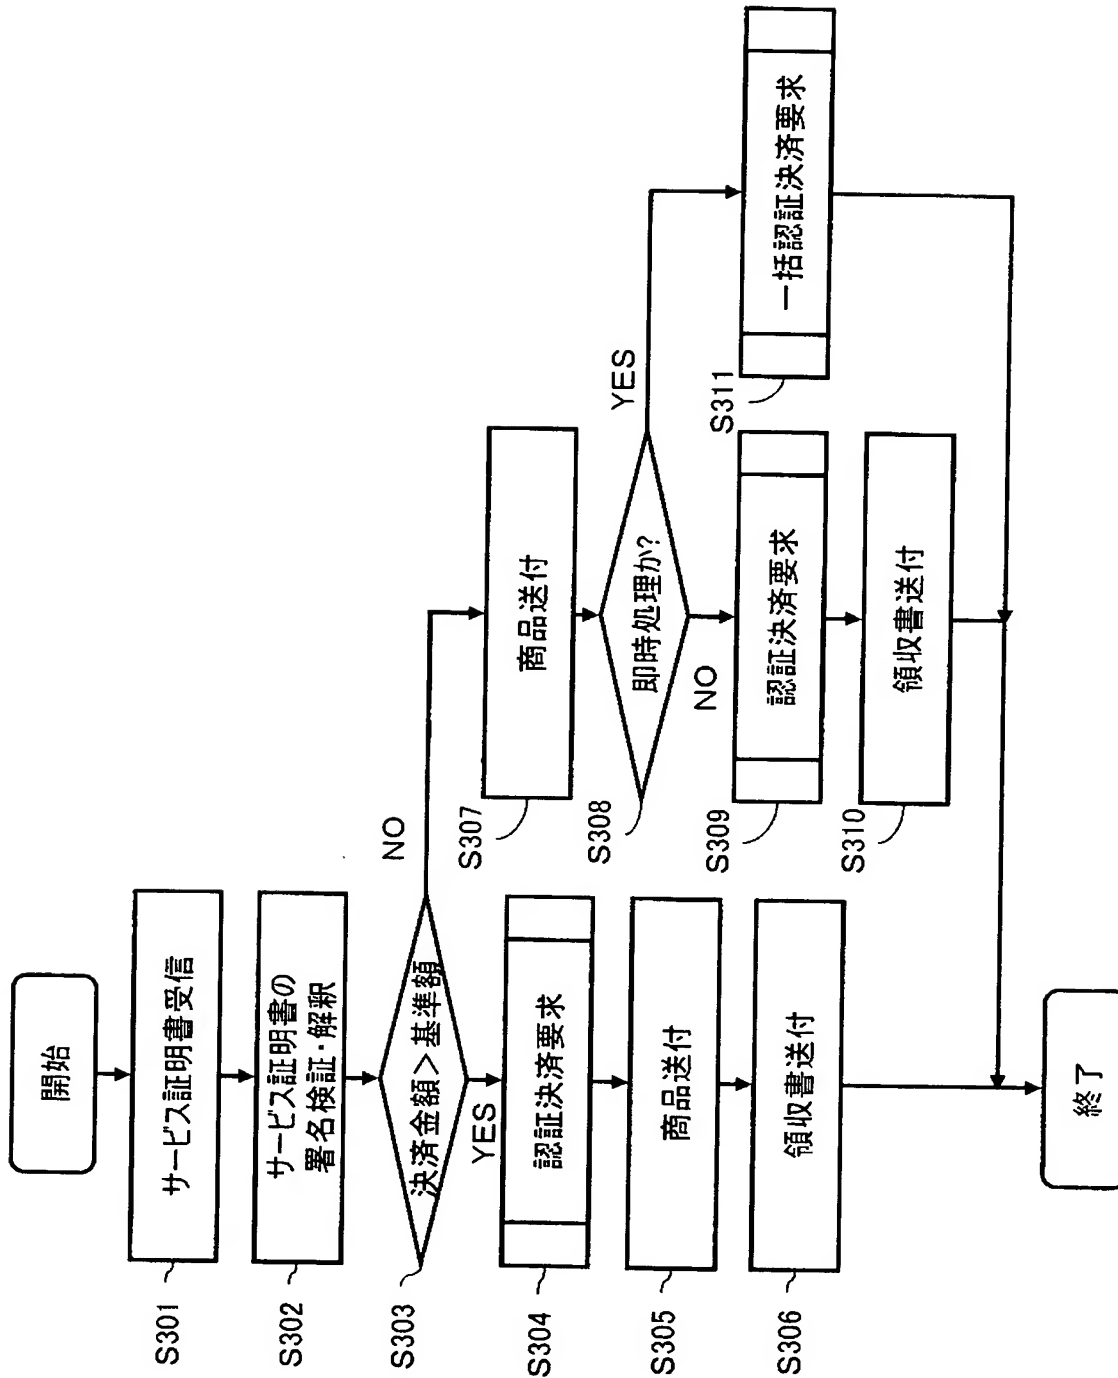 開始
S301
サービス証明書受信
S302
サービス証明書の
署名検証・解釈
S303
決済金額＞基準額
YES
NO
S304
認証決済要求
S305
商品送付
S306
領収書送付
S307
商品送付
S308
即時処理か?
YES
NO
S309
認証決済要求
S310
領収書送付
S311
一括認証決済要求
終了